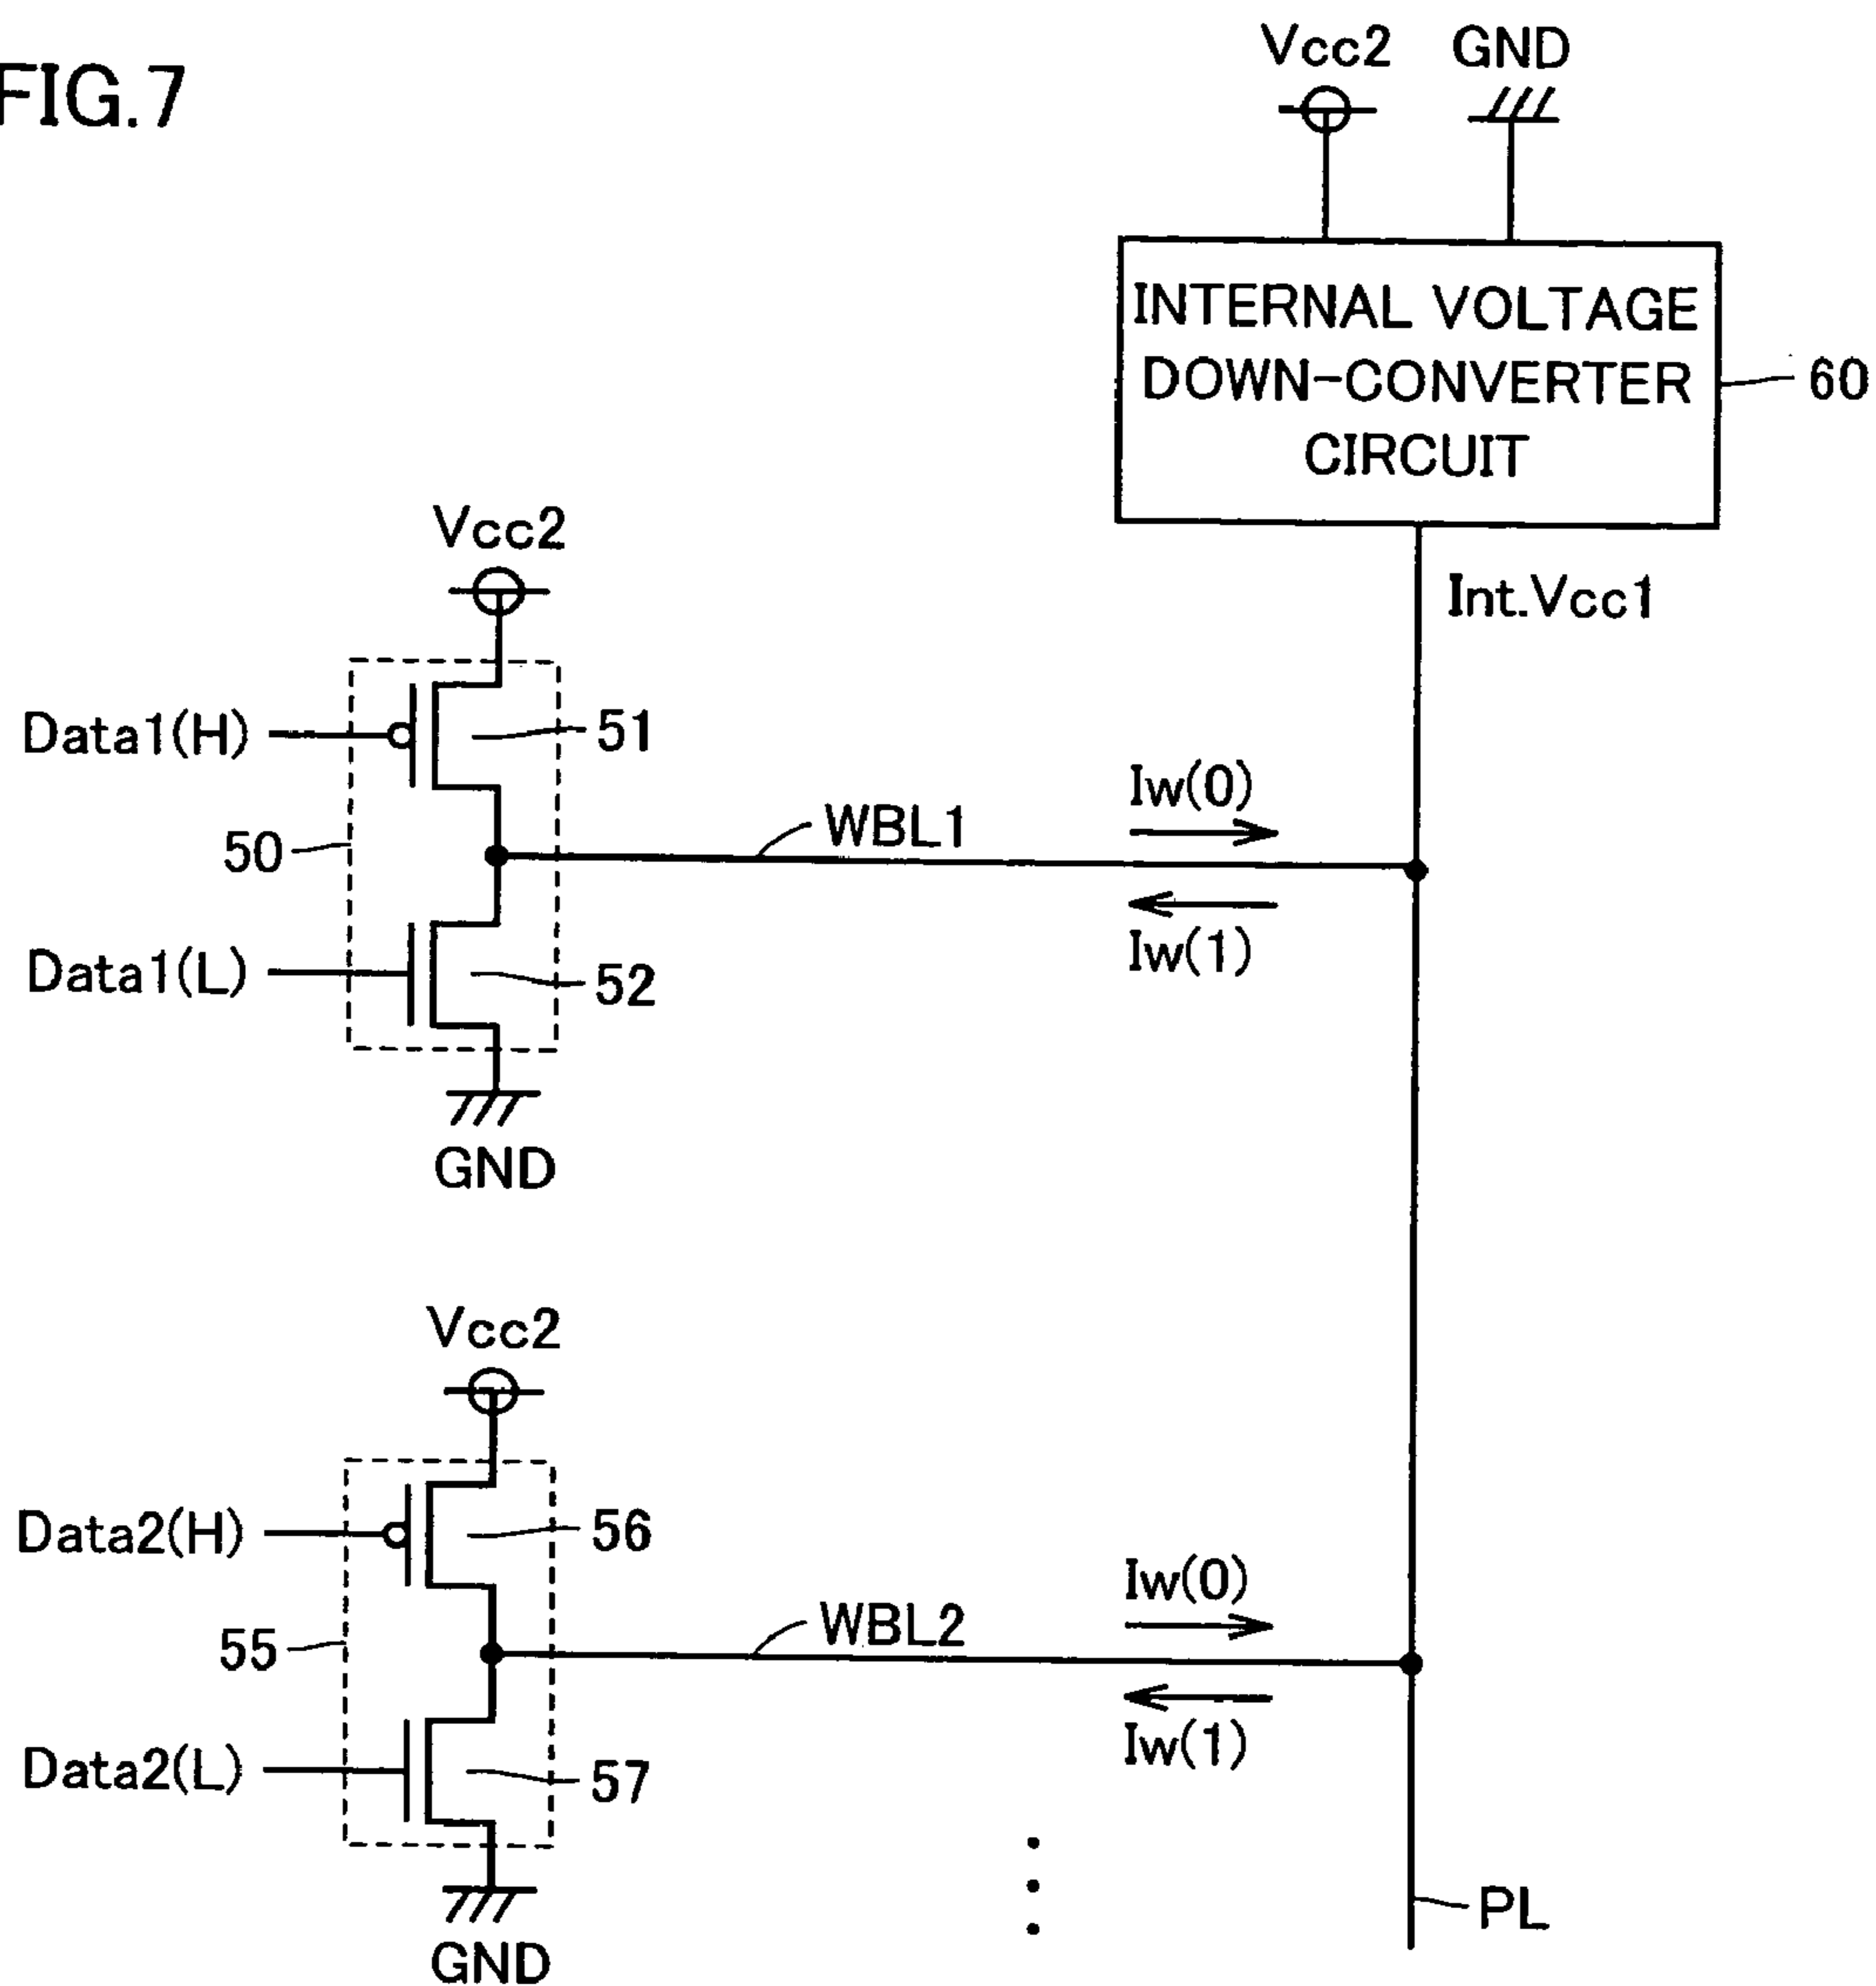 FIG.7
Vcc2
GND
INTERNAL VOLTAGE
DOWN-CONVERTER
CIRCUIT
60
Int.Vcc1
Vcc2
Data1(H)
51
50
WBL1
Iw(0)
Iw(1)
Data1(L)
52
GND
Vcc2
Data2(H)
56
55
WBL2
Iw(0)
Iw(1)
Data2(L)
57
GND
PL